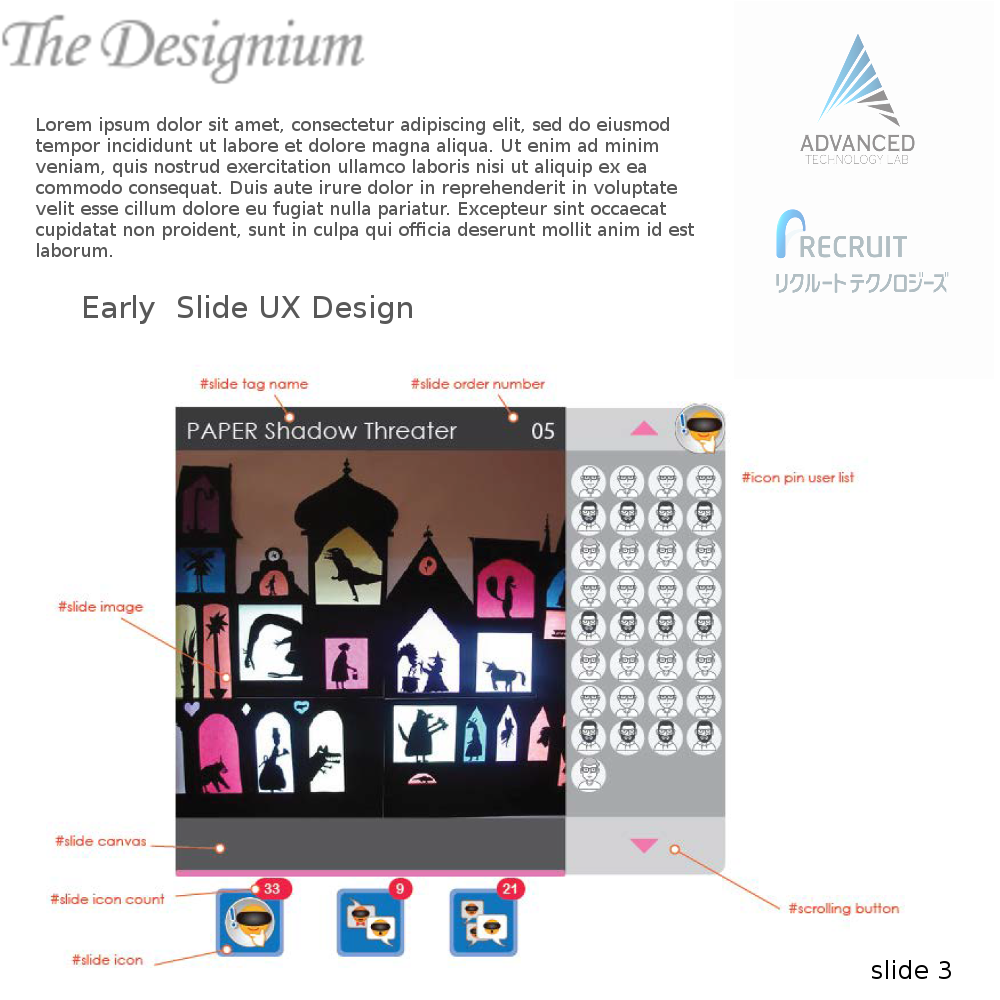 The Designium
ADVANCED
TECHNOLOGY LAB
Lorem ipsum dolor sit amet, consectetur adipiscing elit, sed do eiusmod
tempor incididunt ut labore et dolore magna aliqua. Ut enim ad minim
veniam, quis nostrud exercitation ullamco laboris nisi ut aliquip ex ea
commodo consequat. Duis aute irure dolor in reprehenderit in voluptate
velit esse cillum dolore eu fugiat nulla pariatur. Excepteur sint occaecat
cupidatat non proident, sunt in culpa qui officia deserunt mollit anim id est
laborum.
RECRUIT
リクルートテクノロジーズ
Early Slide UX Design
#slide tag name
#slide order number
PAPER Shadow Threater
05
#icon pin user list
#slide image
#slide canvas
#slide icon count
33
9
21
#scrolling button
#slide icon
slide 3